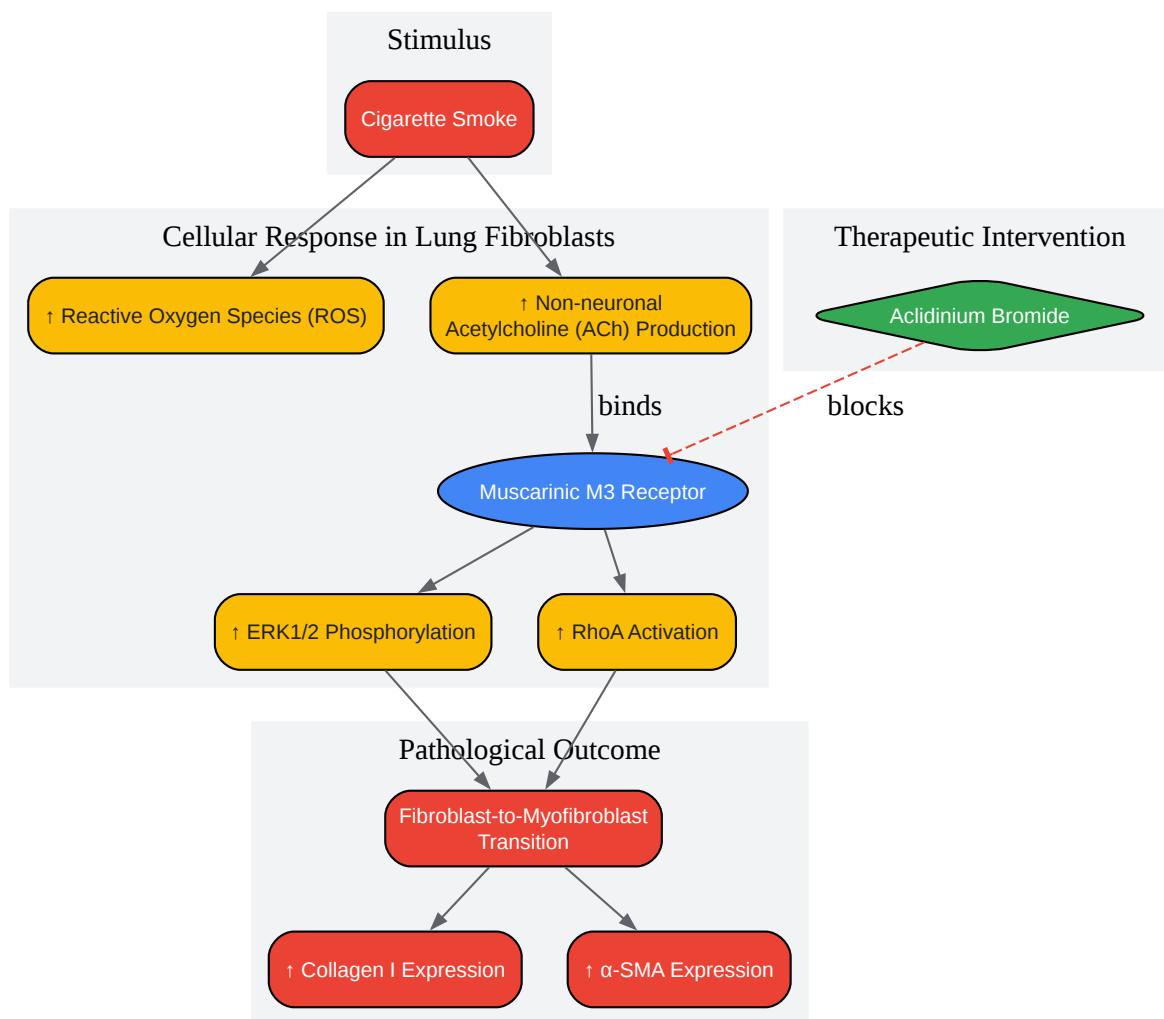 Stimulus
Cigarette Smoke
Cellular Response in Lung Fibroblasts
Therapeutic Intervention
↑ Reactive Oxygen Species (ROS)
↑ Non-neuronal
Acetylcholine (ACh) Production
Aclidinium Bromide
binds
blocks
Muscarinic M3 Receptor
↑ ERK1/2 Phosphorylation
↑ RhoA Activation
Pathological Outcome
Fibroblast-to-Myofibroblast
Transition
↑ Collagen I Expression
↑ α-SMA Expression